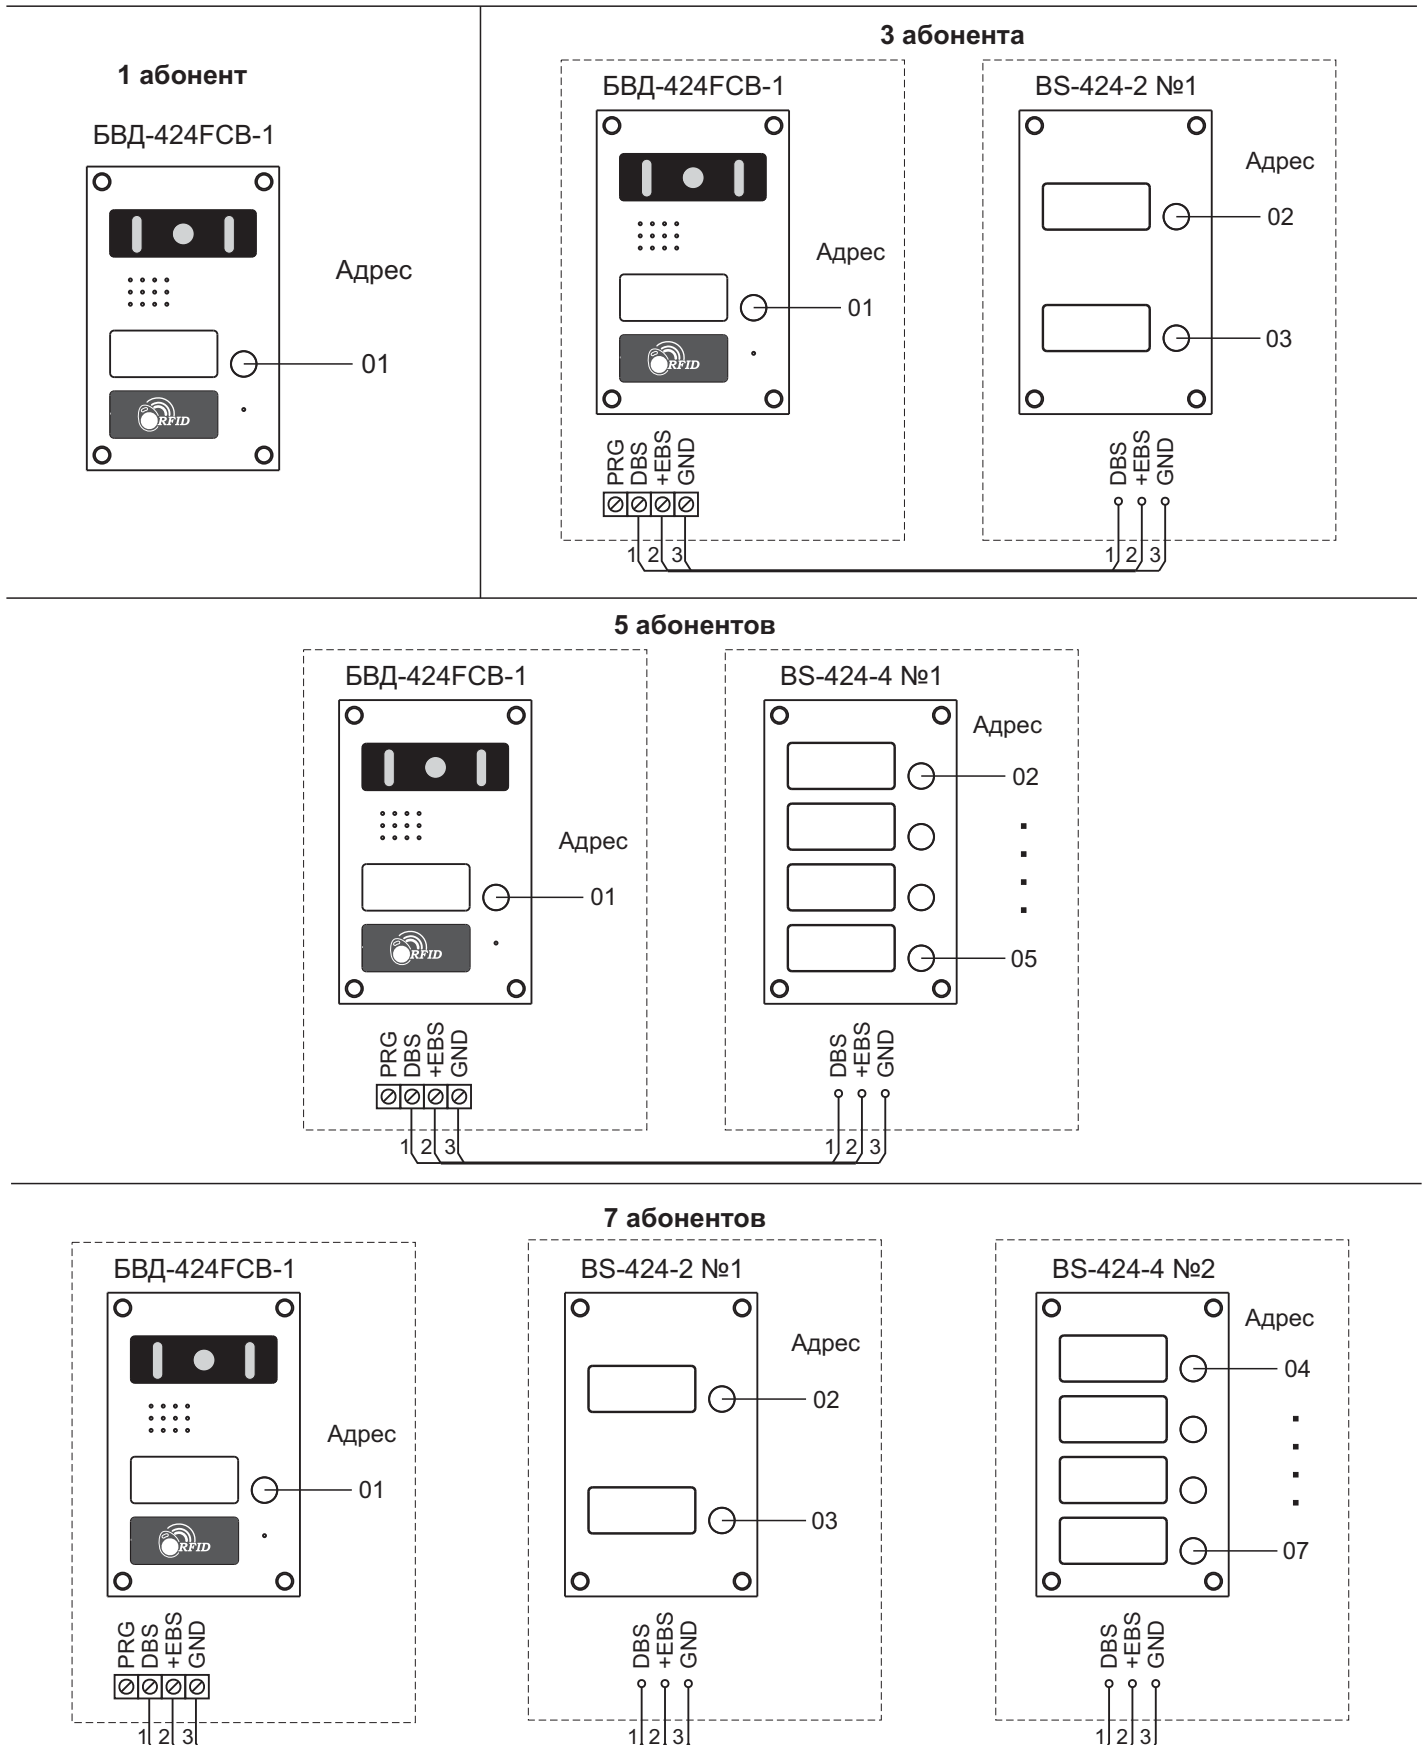 1 абонент
БВД-424FCB-1
Адрес
01
RFID
3 абонента
БВД-424FCB-1
Адрес
01
RFID
PRG
DBS
+EBS
GND
1 2 3
BS-424-2 №1
Адрес
02
03
DBS
+EBS
GND
1 2 3
5 абонентов
БВД-424FCB-1
Адрес
01
RFID
PRG
DBS
+EBS
GND
1 2 3
BS-424-4 №1
Адрес
02
05
DBS
+EBS
GND
1 2 3
7 абонентов
БВД-424FCB-1
Адрес
01
RFID
PRG
DBS
+EBS
GND
1 2 3
BS-424-2 №1
Адрес
02
03
DBS
+EBS
GND
1 2 3
BS-424-4 №2
Адрес
04
07
DBS
+EBS
GND
1 2 3